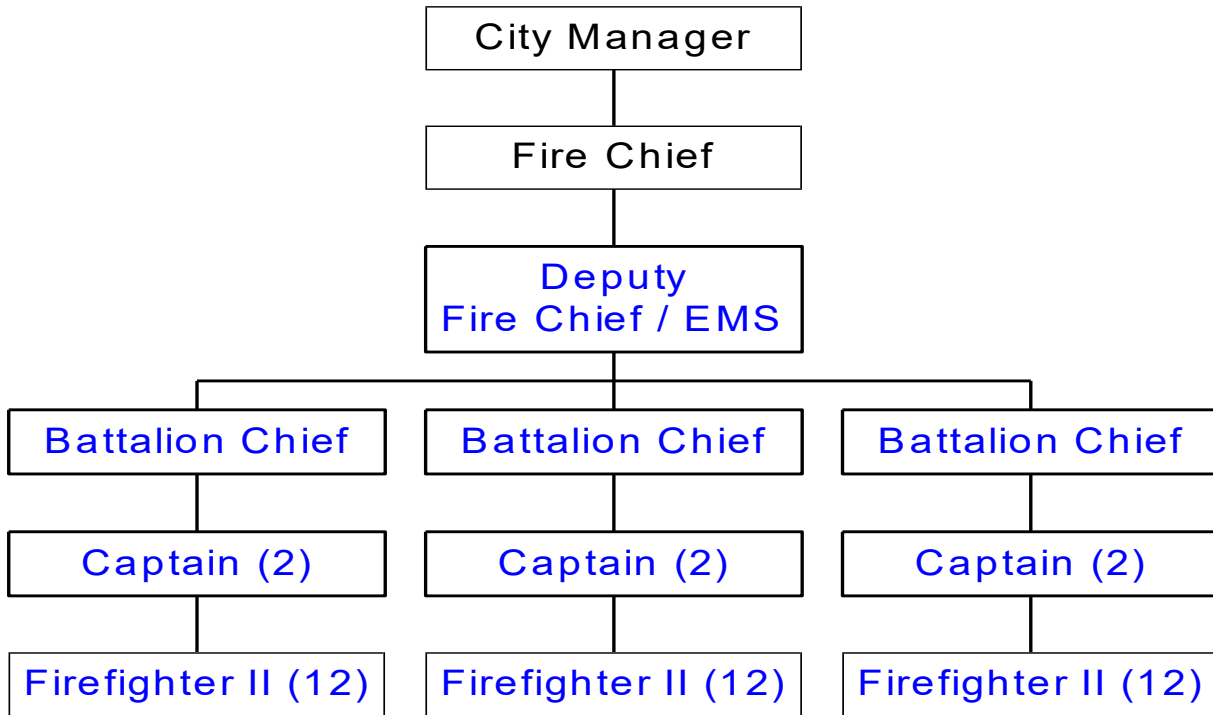 City Manager
Fire Chief
Deputy
Fire Chief / EMS
Battalion Chief
Battalion Chief
Battalion Chief
Captain (2)
Captain (2)
Captain (2)
Firefighter II (12)
Firefighter II (12)
Firefighter II (12)